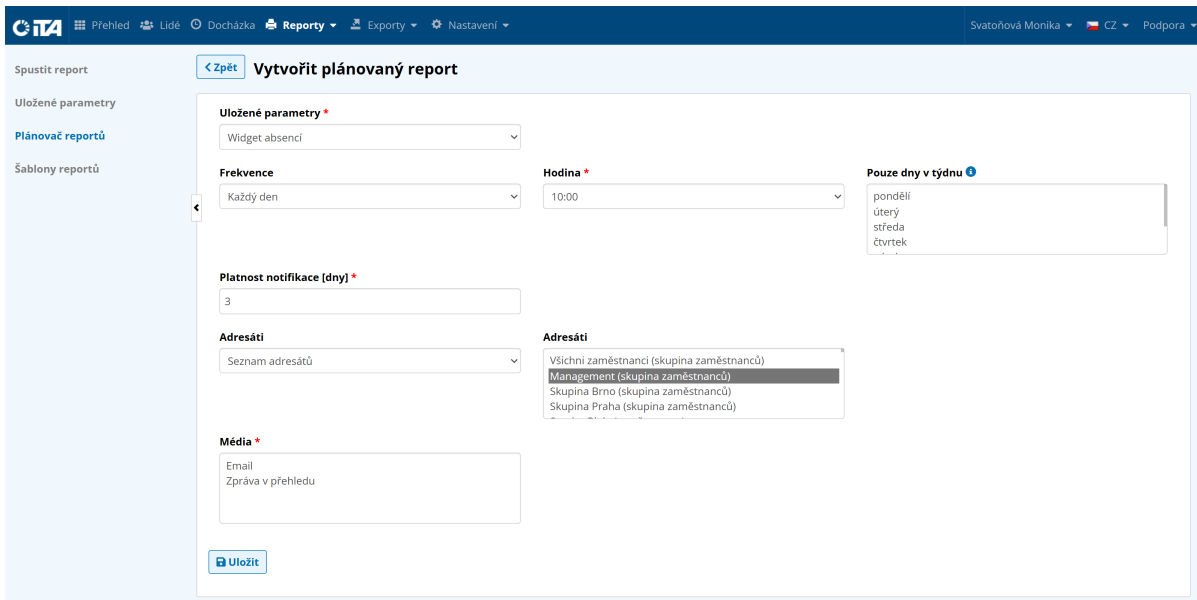 iTA Přehled Lidé Docházka Reporty Exporty Nastavení Svatoňová Monika CZ Podpora
Spustit report
Uložené parametry
Plánovač reportů
Šablony reportů
Zpět Vytvořit plánovaný report
Uložené parametry *
Widget absencí
Frekvence Hodina * Pouze dny v týdnu
Každý den 10:00
pondělí
úterý
středa
čtvrtek
Platnost notifikace [dny] *
3
Adresáti Adresáti
Seznam adresátů
Všichni zaměstnanci (skupina zaměstnanců)
Management (skupina zaměstnanců)
Skupina Brno (skupina zaměstnanců)
Skupina Praha (skupina zaměstnanců)
Média *
Email
Zpráva v přehledu
Uložit